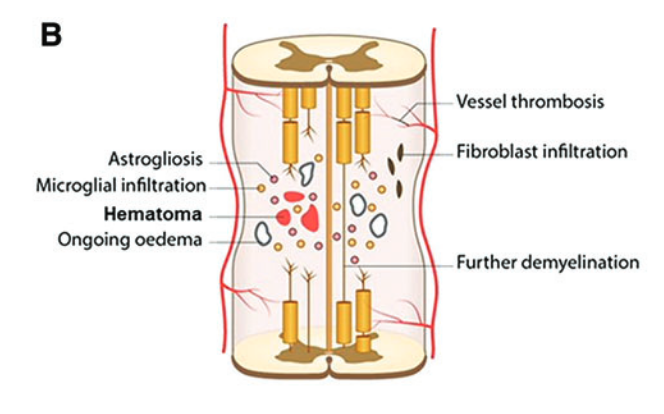 B
Vessel thrombosis
Fibroblast infiltration
Astrogliosis
Microglial infiltration
Hematoma
Ongoing oedema
Further demyelination